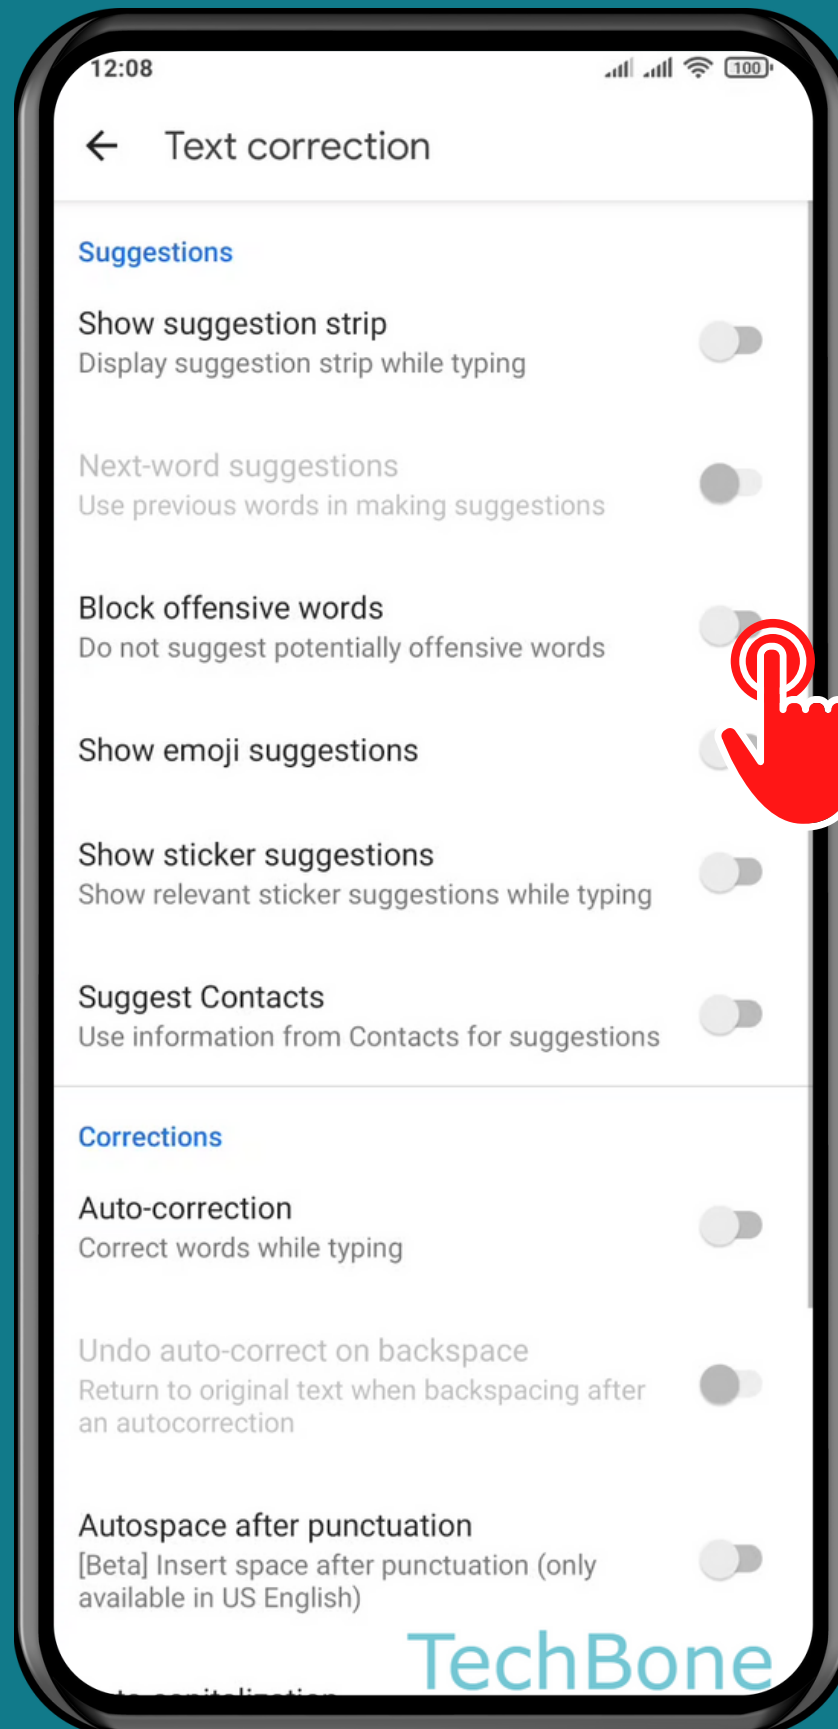 12:08
100
Text correction
Suggestions
Show suggestion strip
Display suggestion strip while typing
Next-word suggestions
Use previous words in making suggestions
Block offensive words
Do not suggest potentially offensive words
Show emoji suggestions
Show sticker suggestions
Show relevant sticker suggestions while typing
Suggest Contacts
Use information from Contacts for suggestions
Corrections
Auto-correction
Correct words while typing
Undo auto-correct on backspace
Return to original text when backspacing after
an autocorrection
Autospace after punctuation
[Beta] Insert space after punctuation (only
available in US English)
TechBone